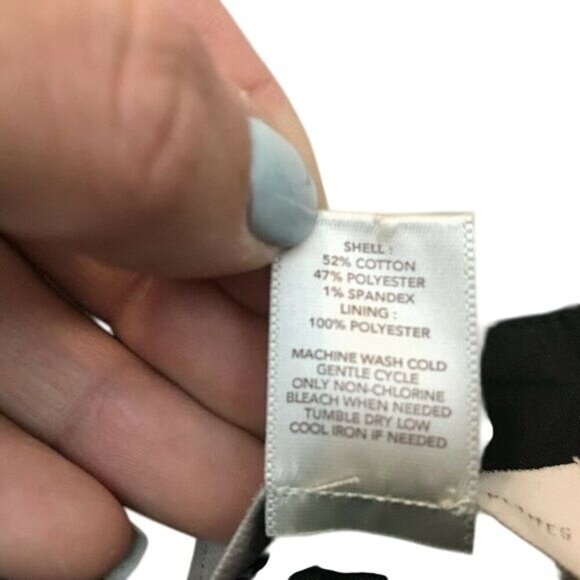 SHELL :
52% COTTON
47% POLYESTER
1% SPANDEX
LINING :
100% POLYESTER
MACHINE WASH COLD
GENTLE CYCLE
ONLY NON-CHLORINE
BLEACH WHEN NEEDED
TUMBLE DRY LOW
COOL IRON IF NEEDED